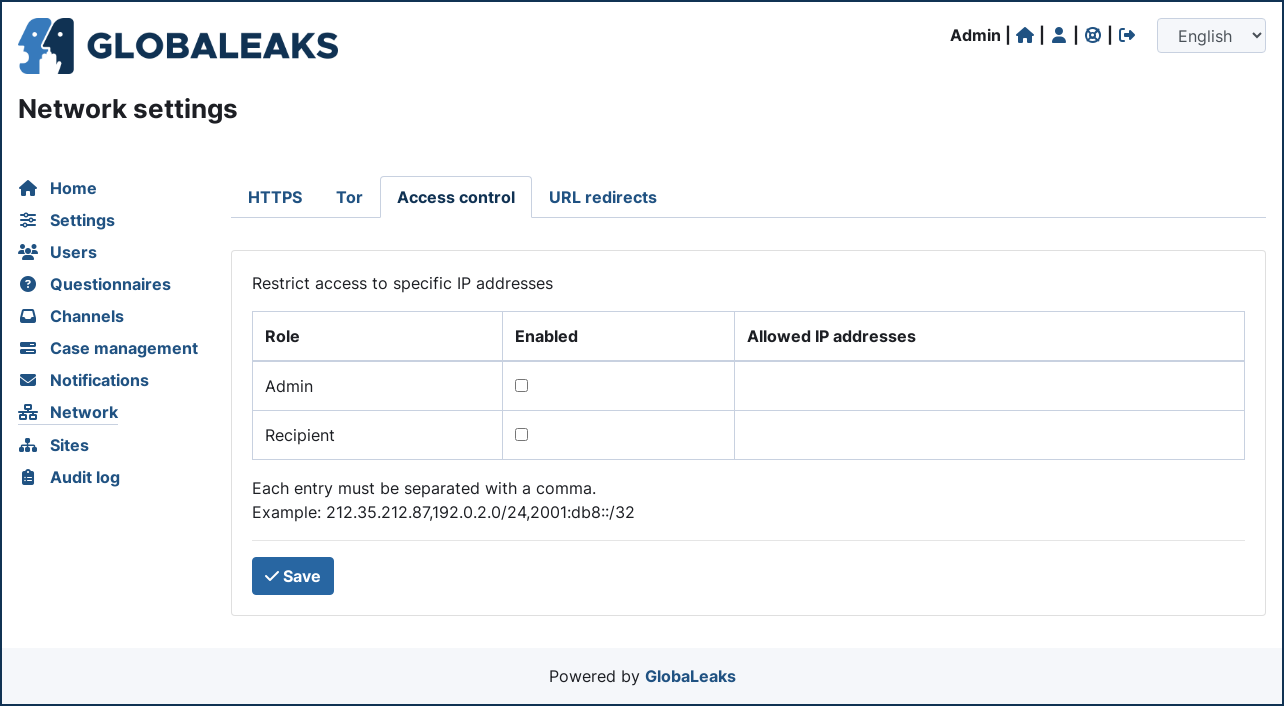 GLOBALEAKS
Admin | | | |
English
Network settings
Home
Settings
Users
Questionnaires
Channels
Case management
Notifications
Network
Sites
Audit log
HTTPS Tor Access control URL redirects
Restrict access to specific IP addresses
Role Enabled Allowed IP addresses
Admin
Recipient
Each entry must be separated with a comma.
Example: 212.35.212.87,192.0.2.0/24,2001:db8::/32
Save
Powered by GlobaLeaks